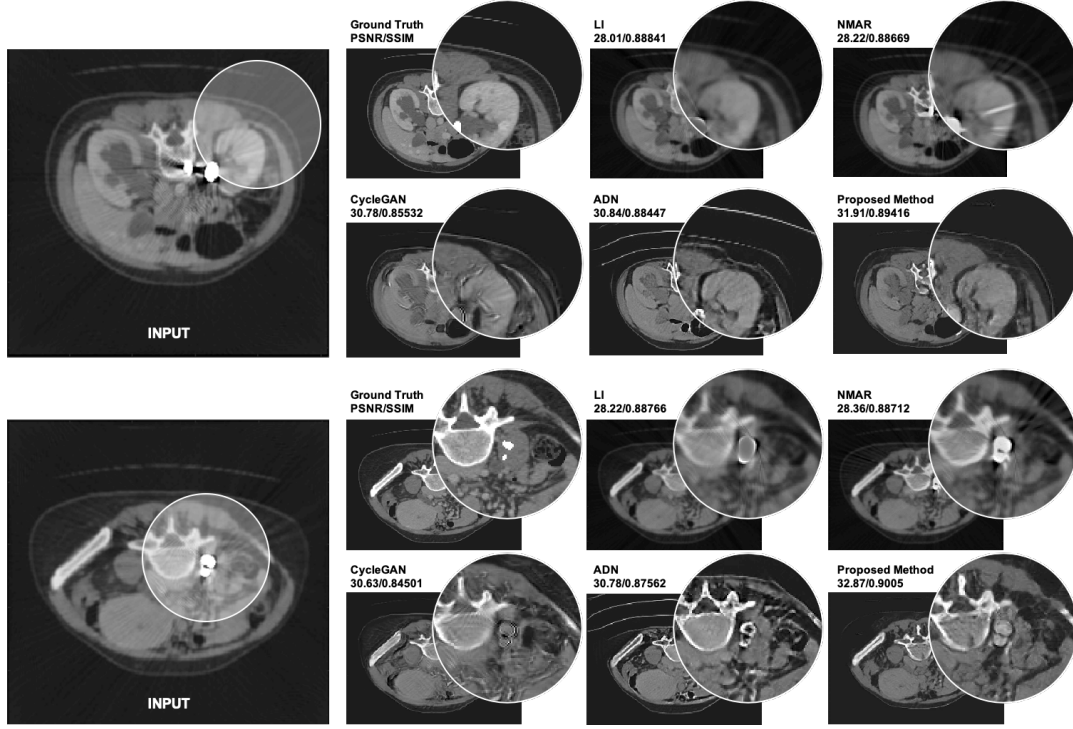 Ground Truth
PSNR/SSIM
LI
28.01/0.88841
NMAR
28.22/0.88669
CycleGAN
30.78/0.85532
ADN
30.84/0.88447
Proposed Method
31.91/0.89416
INPUT
Ground Truth
PSNR/SSIM
LI
28.22/0.88766
NMAR
28.36/0.88712
CycleGAN
30.63/0.84501
ADN
30.78/0.87562
Proposed Method
32.87/0.9005
INPUT